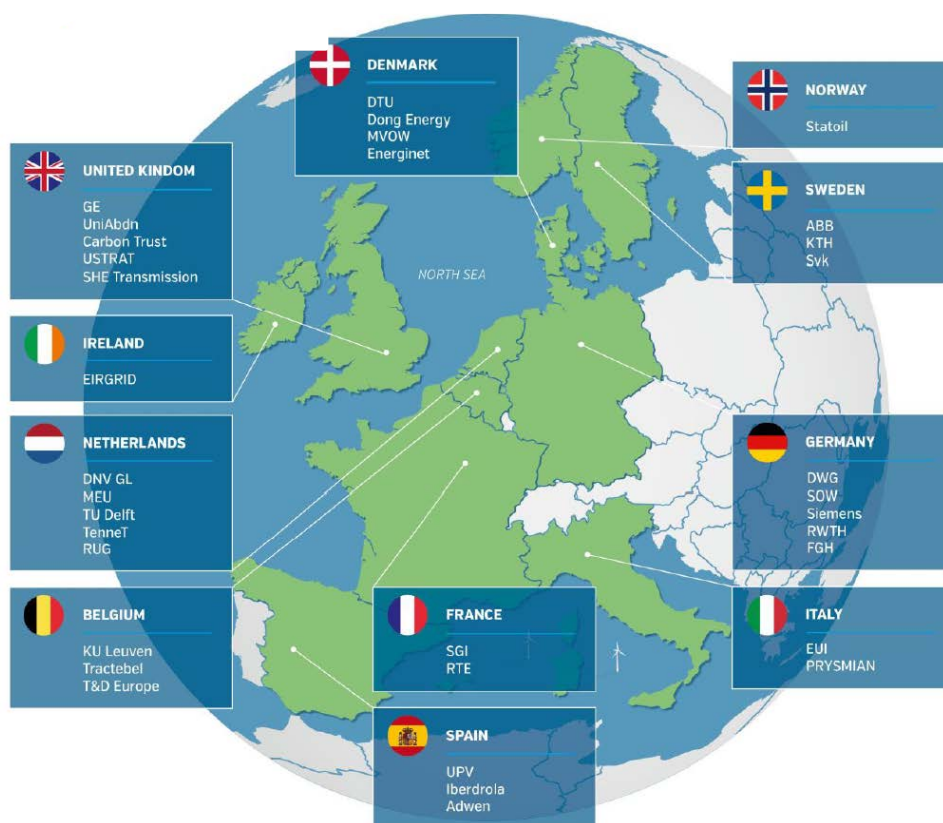 DENMARK
DTU
Dong Energy
MVOW
Energinet
NORWAY
Statoil
UNITED KINDOM
GE
UniAbdn
Carbon Trust
USTRAT
SHE Transmission
SWEDEN
ABB
KTH
Svk
NORTH SEA
IRELAND
EIRGRID
NETHERLANDS
DNV GL
MEU
TU Delft
TenneT
RUG
GERMANY
DWG
SOW
Siemens
RWTH
FGH
BELGIUM
KU Leuven
Tractebel
T&D Europe
FRANCE
SGI
RTE
ITALY
EUI
PRYSMIAN
SPAIN
UPV
Iberdrola
Adwen